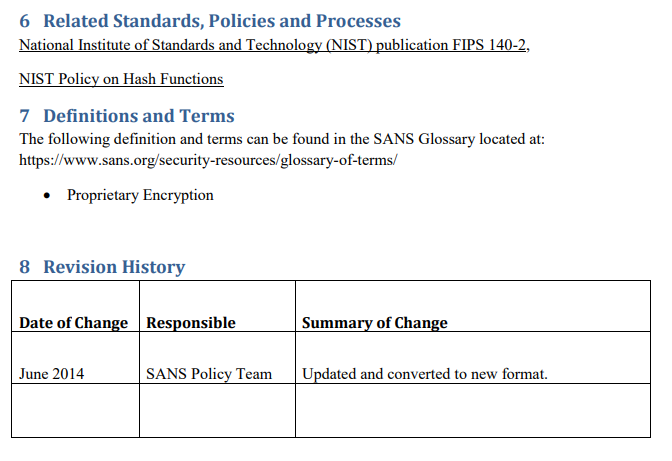 6 Related Standards, Policies and Processes
National Institute of Standards and Technology (NIST) publication FIPS 140-2,
NIST Policy on Hash Functions
7 Definitions and Terms
The following definition and terms can be found in the SANS Glossary located at:
https://www.sans.org/security-resources/glossary-of-terms/
• Proprietary Encryption
8 Revision History
Date of Change Responsible Summary of Change
June 2014 SANS Policy Team Updated and converted to new format.